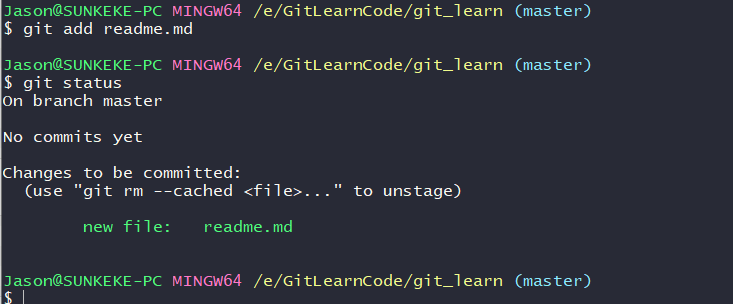 Jason@SUNKEKE-PC MINGW64 /e/GitLearnCode/git_learn (master)
$ git add readme.md
Jason@SUNKEKE-PC MINGW64 /e/GitLearnCode/git_learn (master)
$ git status
On branch master
No commits yet
Changes to be committed:
  (use "git rm --cached <file>..." to unstage)
        new file:   readme.md
Jason@SUNKEKE-PC MINGW64 /e/GitLearnCode/git_learn (master)
$